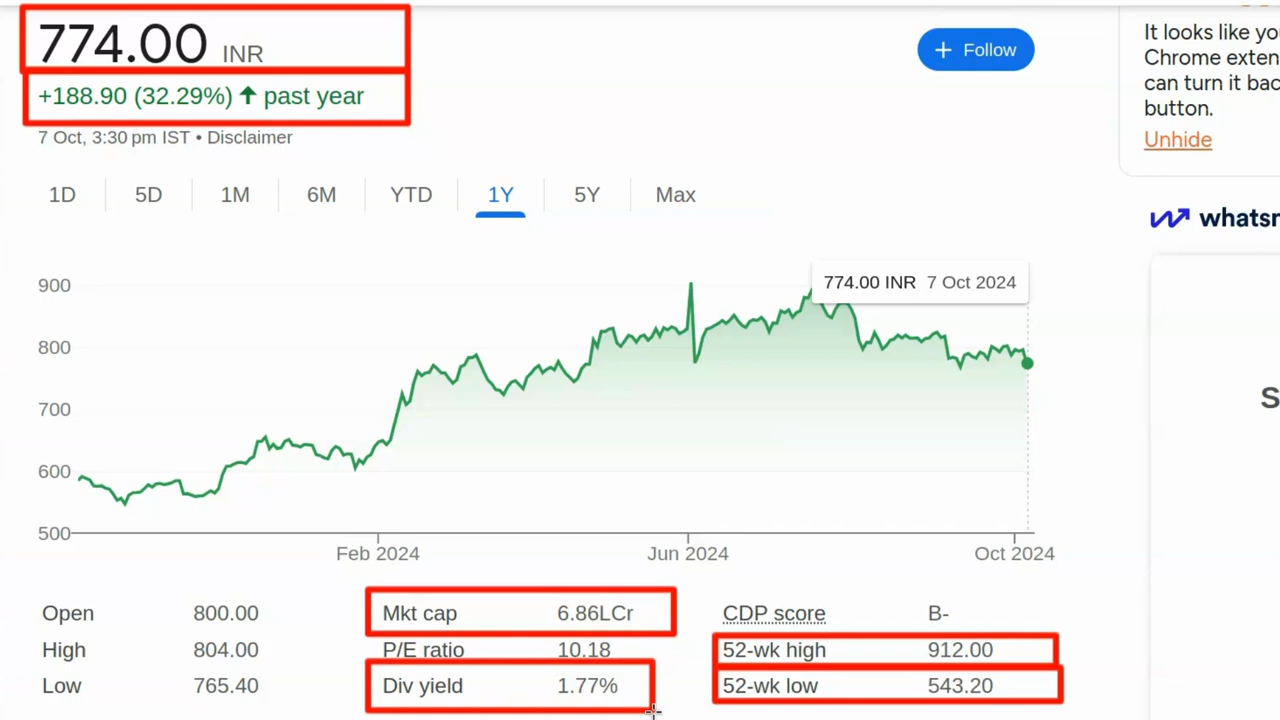 774.00 INR
+ Follow
+188.90 (32.29%) ↑ past year
7 Oct, 3:30 pm IST • Disclaimer
It looks like
Chrome
can turn it
button.
Unhide
1D 5D 1M 6M YTD 1Y 5Y Max
774.00 INR 7 Oct 2024
900
800
700
600
500
Feb 2024 Jun 2024 Oct 2024
Open 800.00 Mkt cap 6.86LCr CDP score B-
High 804.00 P/E ratio 10.18 52-wk high 912.00
Low 765.40 Div yield 1.77% 52-wk low 543.20